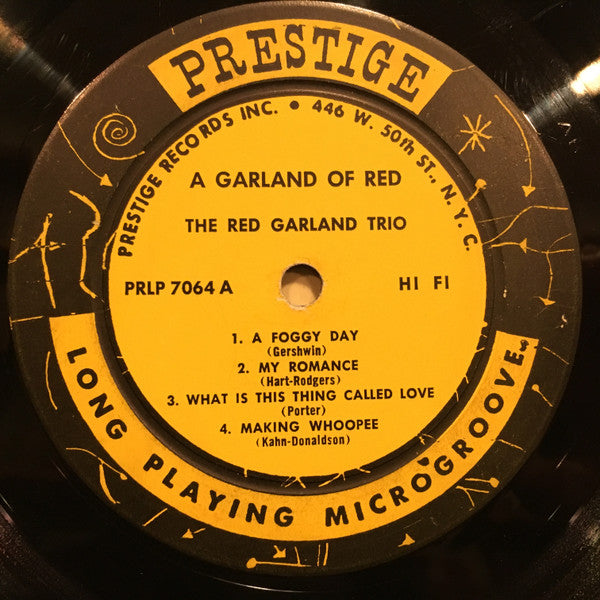 PRESTIGE
PRESTIGE RECORDS INC. • 446 W. 50th ST., N.Y.C.
A GARLAND OF RED
THE RED GARLAND TRIO
PRLP 7064 A
HI FI
1. A FOGGY DAY
(Gershwin)
2. MY ROMANCE
(Hart-Rodgers)
3. WHAT IS THIS THING CALLED LOVE
(Porter)
4. MAKING WHOOPEE
(Kahn-Donaldson)
LONG PLAYING MICROGROOVE